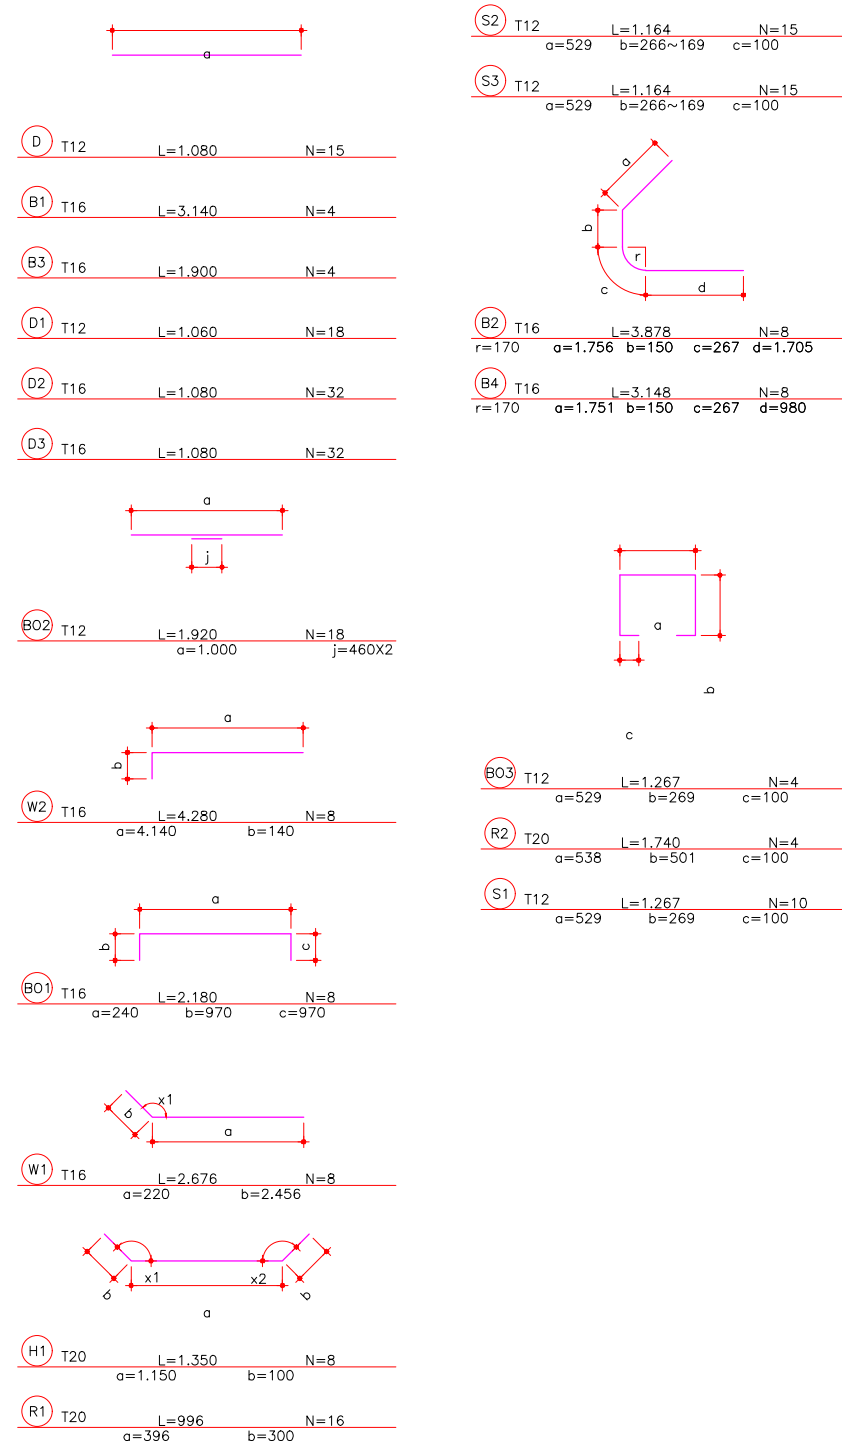 a
D T12 L=1.080 N=15
B1 T16 L=3.140 N=4
B3 T16 L=1.900 N=4
D1 T12 L=1.060 N=18
D2 T16 L=1.080 N=32
D3 T16 L=1.080 N=32
a
j
BO2 T12 L=1.920 N=18
a=1.000 j=460X2
a
b
W2 T16 L=4.280 N=8
a=4.140 b=140
a
b c
BO1 T16 L=2.180 N=8
a=240 b=970 c=970
x1
b
a
W1 T16 L=2.676 N=8
a=220 b=2.456
x1 x2
b b
a
H1 T20 L=1.350 N=8
a=1.150 b=100
R1 T20 L=996 N=16
a=396 b=300
S2 T12 L=1.164 N=15
a=529 b=266~169 c=100
S3 T12 L=1.164 N=15
a=529 b=266~169 c=100
a
b
r
c d
B2 T16 L=3.878 N=8
r=170 a=1.756 b=150 c=267 d=1.705
B4 T16 L=3.148 N=8
r=170 a=1.751 b=150 c=267 d=980
a
b
c
BO3 T12 L=1.267 N=4
a=529 b=269 c=100
R2 T20 L=1.740 N=4
a=538 b=501 c=100
S1 T12 L=1.267 N=10
a=529 b=269 c=100